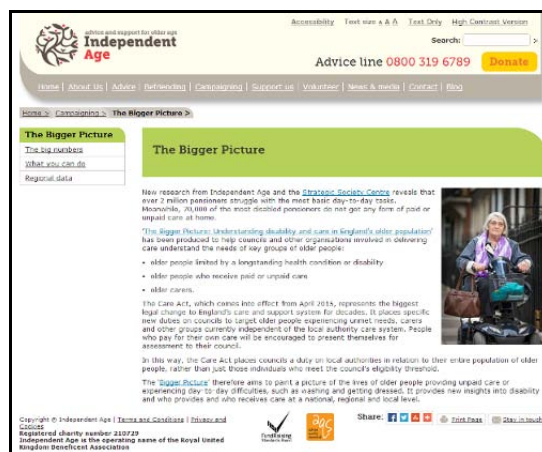 advice and support for older age
Independent
Age
Accessibility Text size A A A Text Only High Contrast Version
Search:
Advice line 0800 319 6789 Donate
Home | About Us | Advice | Befriending | Campaigning | Support us | Volunteer | News & media | Contact | Blog
Home > Campaigning > The Bigger Picture >
The Bigger Picture
The big numbers
What you can do
Regional data
The Bigger Picture
New research from Independent Age and the Strategic Society Centre reveals that
over 2 million pensioners struggle with the most basic day-to-day tasks.
Meanwhile, 70,000 of the most disabled pensioners do not get any form of paid or
unpaid care at home.
'The Bigger Picture: Understanding disability and care in England's older population'
has been produced to help councils and other organisations involved in delivering
care understand the needs of key groups of older people:
• older people limited by a longstanding health condition or disability
• older people who receive paid or unpaid care
• older carers.
The Care Act, which comes into effect from April 2015, represents the biggest
legal change to England's care and support system for decades. It places specific
new duties on councils to target older people experiencing unmet needs, carers
and other groups currently independent of the local authority care system. People
who pay for their own care will be encouraged to present themselves for
assessment to their council.
In this way, the Care Act places councils a duty on local authorities in relation to their entire population of older
people, rather than just those individuals who meet the council's eligibility threshold.
The 'Bigger Picture' therefore aims to paint a picture of the lives of older people providing unpaid care or
experiencing day-to-day difficulties, such as washing and getting dressed. It provides new insights into disability
and who provides and who receives care at a national, regional and local level.
Copyright © Independent Age | Terms and Conditions | Privacy and
Cookies
Registered charity number 210729
Independent Age is the operating name of the Royal United
Kingdom Beneficent Association
FundRaising
Standards Board
Share: Print Page Stay in touch